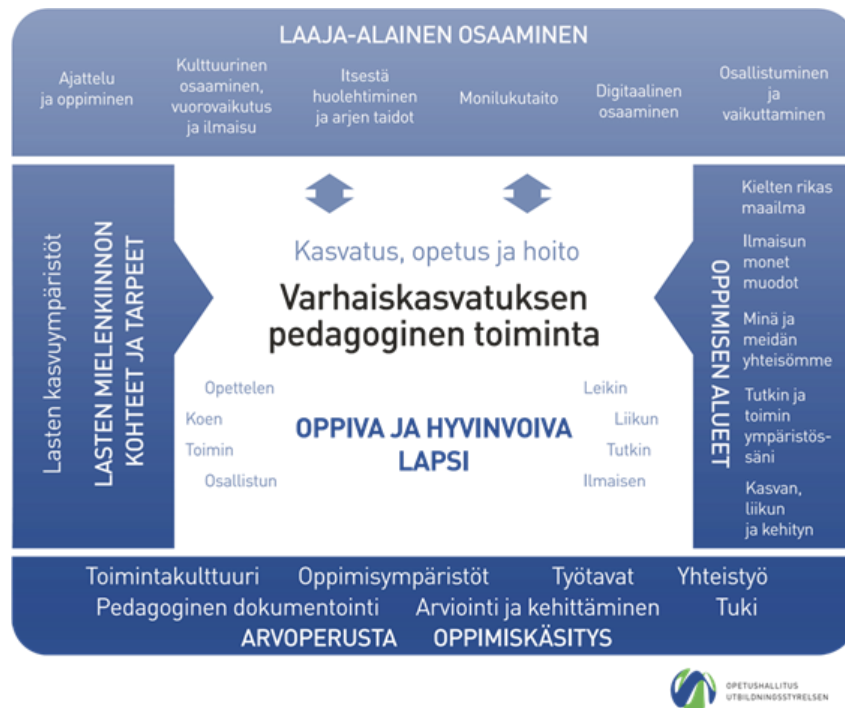 LAAJA-ALAINEN OSAAMINEN
Ajattelu
ja oppiminen
Kulttuurinen
osaaminen,
vuorovaikutus
ja ilmaisu
Itsestä
huolehtiminen
ja arjen taidot
Monilukutaito
Digitaalinen
osaaminen
Osallistuminen
ja
vaikuttaminen
Lasten kasvuympäristöt
LASTEN MIELENKIINNON
KOHTEET JA TARPEET
Kasvatus, opetus ja hoito
Varhaiskasvatuksen
pedagoginen toiminta
Opettelen
Koen
Toimin
Osallistun
OPPIVA JA HYVINVOIVA
LAPSI
Leikin
Liikun
Tutkin
Ilmaisen
OPPIMISEN ALUEET
Kielten rikas
maailma
Ilmaisun
monet
muodot
Minä ja
meidän
yhteisömme
Tutkin ja
toimin
ympäristös-
säni
Kasvan,
liikun
ja kehityn
Toimintakulttuuri Oppimisympäristöt Työtavat Yhteistyö
Pedagoginen dokumentointi Arviointi ja kehittäminen Tuki
ARVOPERUSTA OPPIMISKÄSITYS
OPETUSHALLITUS
UTBILDNINGSSTYRELSEN